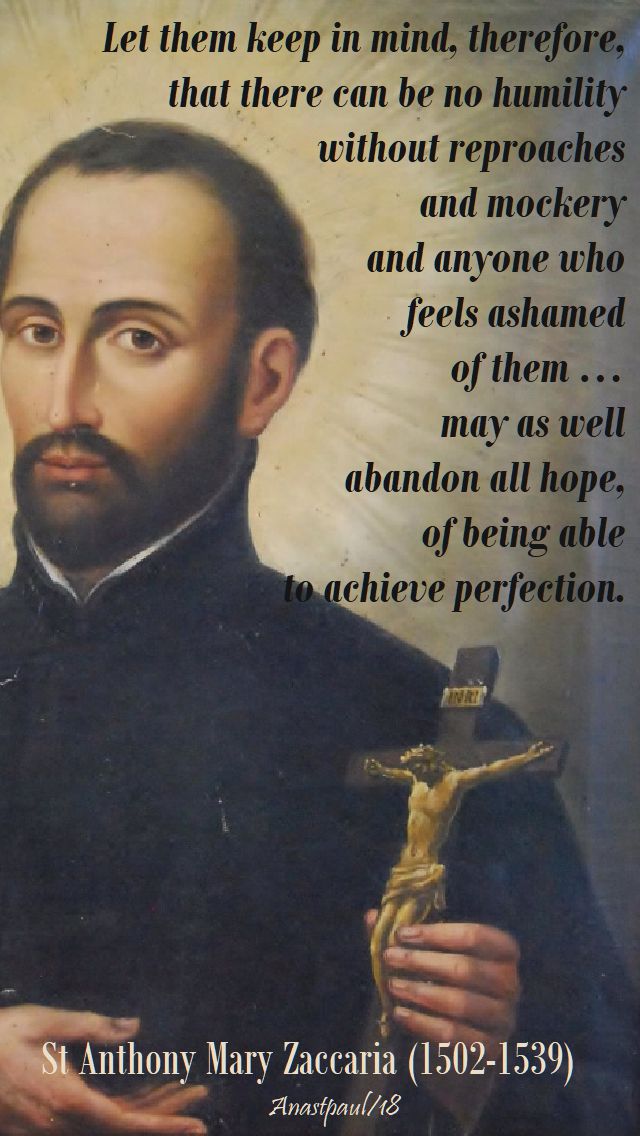 Let them keep in mind, therefore,
that there can be no humility
without reproaches
and mockery
and anyone who
feels ashamed
of them ...
may as well
abandon all hope,
of being able
to achieve perfection.
INRI
St Anthony Mary Zaccaria (1502-1539)
Anastpaul/18